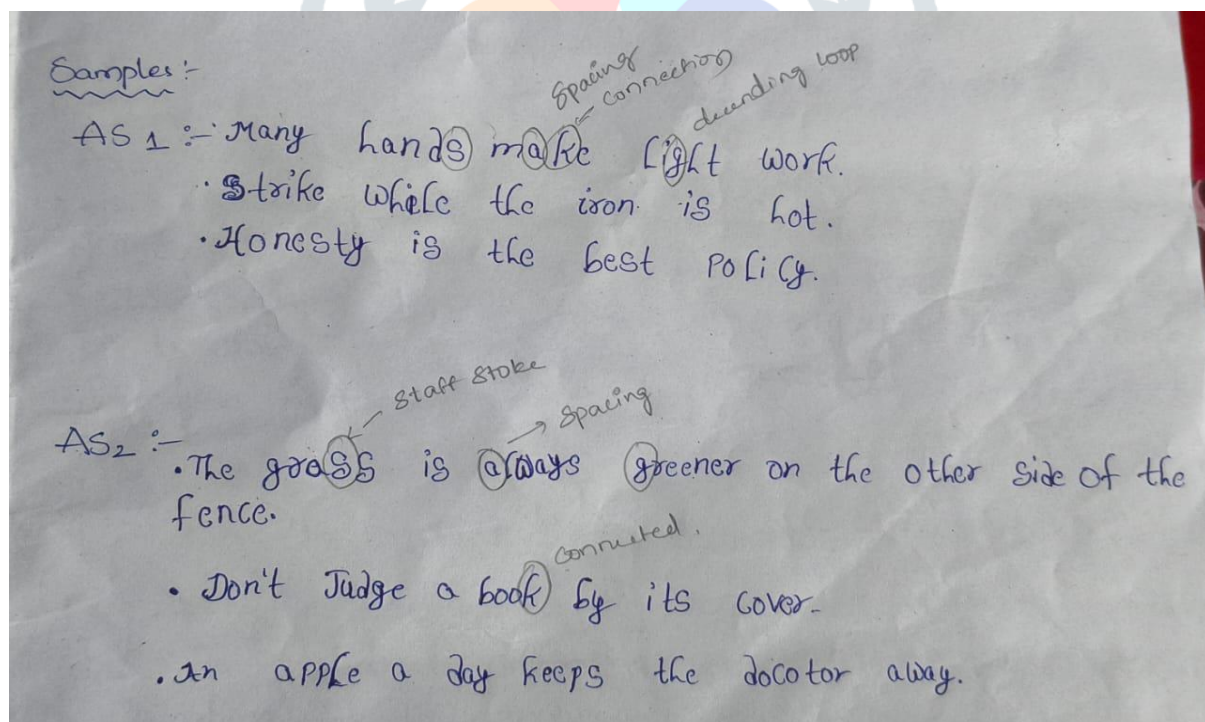 Samples :-
Spacing
connection
decending loop
AS 1 :- Many hands make light work.
. Strike while the iron is hot.
. Honesty is the best policy.
Staff Stoke
→ Spacing
AS2 :-
. The grass is always greener on the other side of the
fence.
connected.
. Don't Judge a book by its cover.
. An apple a day keeps the docotor away.